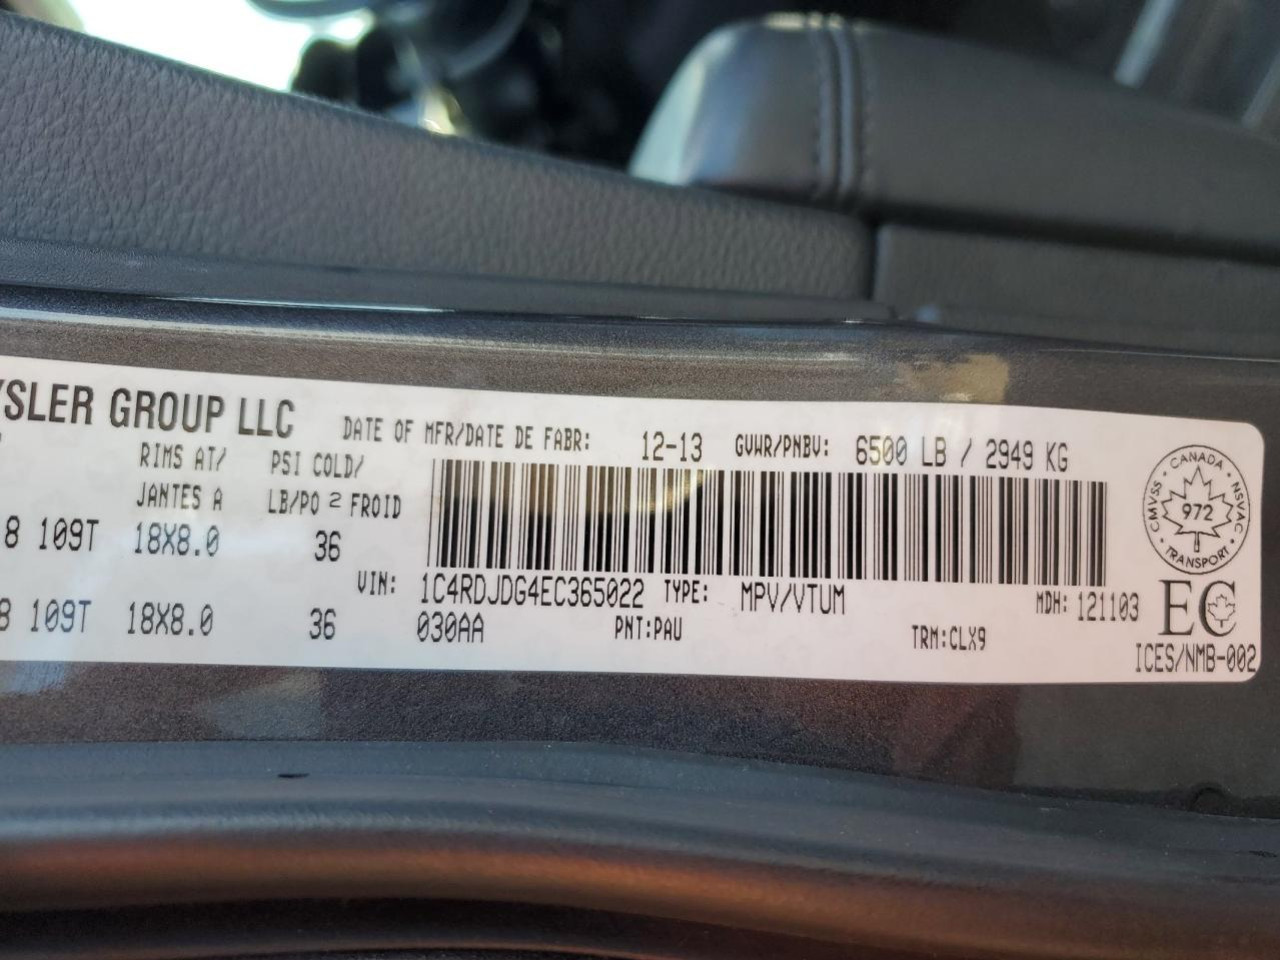 YSLER GROUP LLC
DATE OF MFR/DATE DE FABR: 12-13 GVWR/PNBV: 6500 LB / 2949 KG
RIMS AT/ PSI COLD/
JANTES A LB/PO 2 FROID
8 109T 18X8.0 36
VIN: 1C4RDJDG4EC365022 TYPE: MPV/VTUM MDH: 121103
8 109T 18X8.0 36 030AA PNT:PAU TRM:CLX9
CANADA
CMVSS 972 NSVAC
TRANSPORT
EC
ICES/NMB-002